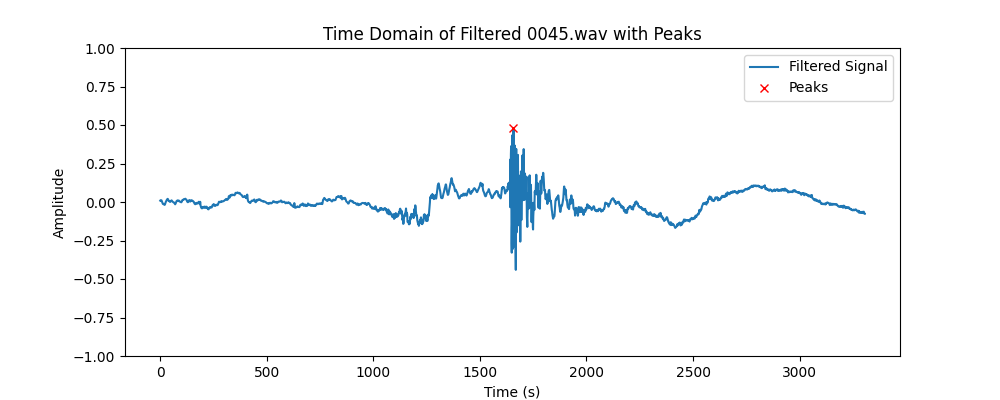 Time Domain of Filtered 0045.wav with Peaks
1.00
0.75
0.50
0.25
0.00
−0.25
−0.50
−0.75
−1.00
Amplitude
Filtered Signal
Peaks
0 500 1000 1500 2000 2500 3000
Time (s)